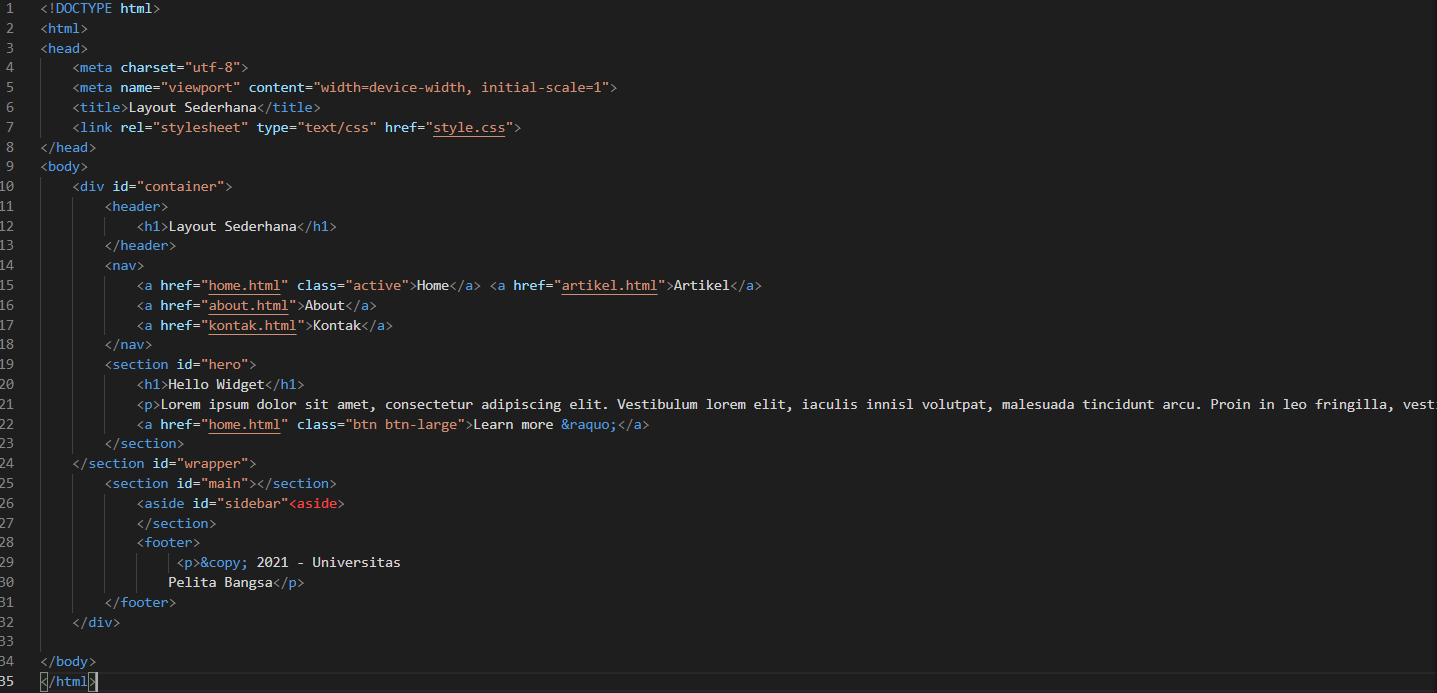 1 <!DOCTYPE html>
2 <html>
3 <head>
4 <meta charset="utf-8">
5 <meta name="viewport" content="width=device-width, initial-scale=1">
6 <title>Layout Sederhana</title>
7 <link rel="stylesheet" type="text/css" href="style.css">
8 </head>
9 <body>
10 <div id="container">
11 <header>
12 <h1>Layout Sederhana</h1>
13 </header>
14 <nav>
15 <a href="home.html" class="active">Home</a> <a href="artikel.html">Artikel</a>
16 <a href="about.html">About</a>
17 <a href="kontak.html">Kontak</a>
18 </nav>
19 <section id="hero">
20 <h1>Hello Widget</h1>
21 <p>Lorem ipsum dolor sit amet, consectetur adipiscing elit. Vestibulum lorem elit, iaculis innisl volutpat, malesuada tincidunt arcu. Proin in leo fringilla, vest
22 <a href="home.html" class="btn btn-large">Learn more &raquo;</a>
23 </section>
24 </section id="wrapper">
25 <section id="main"></section>
26 <aside id="sidebar"<aside>
27 </section>
28 <footer>
29 <p>&copy; 2021 - Universitas
30 Pelita Bangsa</p>
31 </footer>
32 </div>
33
34 </body>
35 </html>